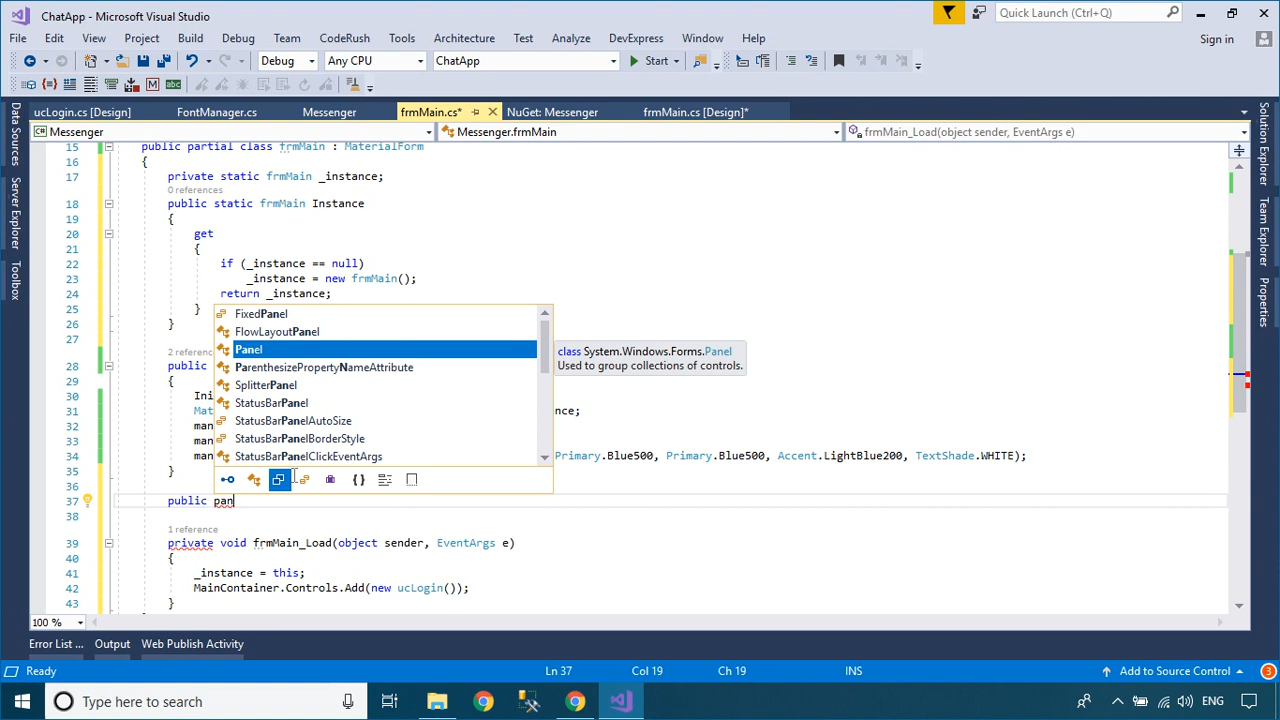 ChatApp - Microsoft Visual Studio
Quick Launch (Ctrl+Q)
File Edit View Project Build Debug Team CodeRush Tools Architecture Test Analyze DevExpress Window Help
Sign in
Debug Any CPU ChatApp Start
ucLogin.cs [Design] FontManager.cs Messenger frmMain.cs* NuGet: Messenger frmMain.cs [Design]*
Messenger Messenger.frmMain frmMain_Load(object sender, EventArgs e)
Data Sources
Server Explorer
Toolbox
Solution Explorer
Team Explorer
Properties
15 public partial class frmMain : MaterialForm
16 {
17 private static frmMain _instance;
0 references
18 public static frmMain Instance
19 {
20 get
21 {
22 if (_instance == null)
23 _instance = new frmMain();
24 return _instance;
25 }
26 }
27
2 references
28 public
29 {
30 Ini
31 Mat nce;
32 man
33 man
34 man Primary.Blue500, Primary.Blue500, Accent.LightBlue200, TextShade.WHITE);
35 }
36
37 public pan
38
1 reference
39 private void frmMain_Load(object sender, EventArgs e)
40 {
41 _instance = this;
42 MainContainer.Controls.Add(new ucLogin());
43 }
FixedPanel
FlowLayoutPanel
Panel
ParenthesizePropertyNameAttribute
SplitterPanel
StatusBarPanel
StatusBarPanelAutoSize
StatusBarPanelBorderStyle
StatusBarPanelClickEventArgs
class System.Windows.Forms.Panel
Used to group collections of controls.
100 %
Error List ... Output Web Publish Activity
Ready Ln 37 Col 19 Ch 19 INS Add to Source Control 3
Type here to search
ENG